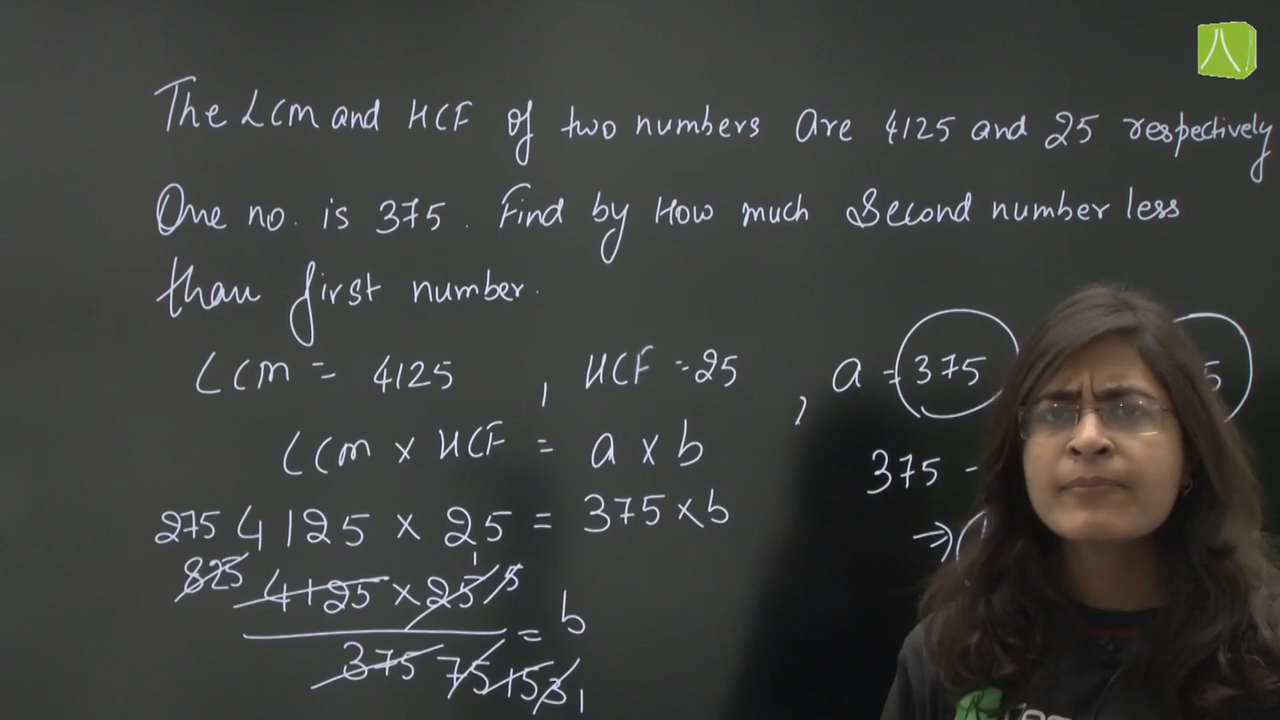 The LCM and HCF of two numbers are 4125 and 25 respectively
One no. is 375. Find by How much Second number less
than first number.
LCM = 4125 , HCF = 25 , a = 375
LCM × HCF = a × b 375 -
275 4125 × 25 = 375 × b ⇒
825 4125 × 25 5 1 = b
375 75 15 3 1